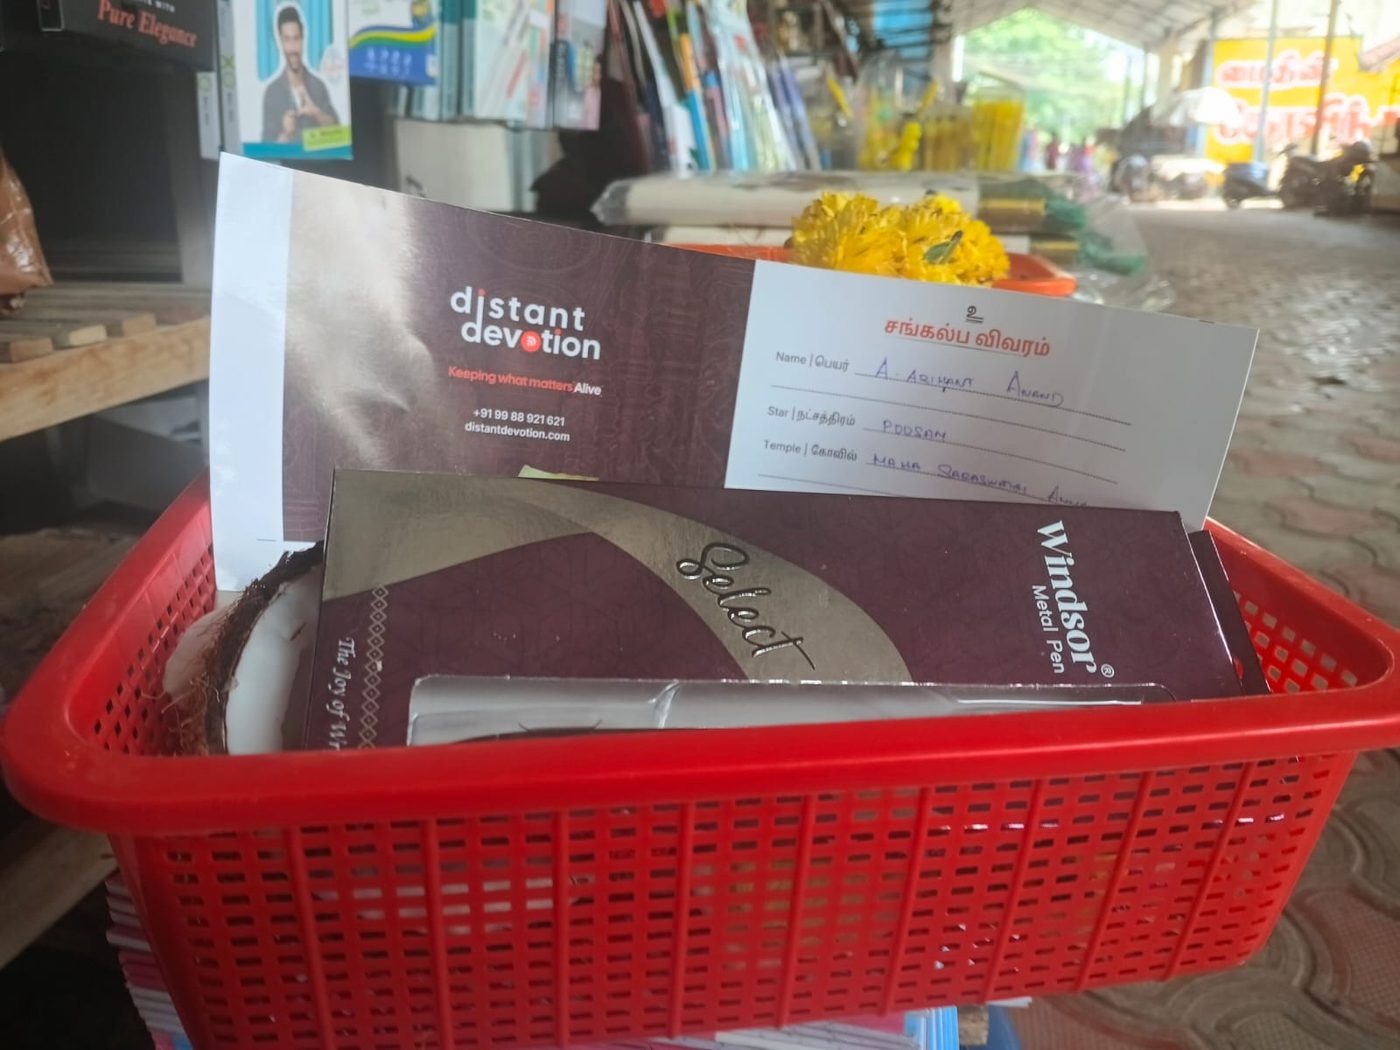 Pure Elegance
distant
devotion
Keeping what matters Alive
+91 99 88 921 621
distantdevotion.com
உ
சங்கல்ப விவரம்
Name | பெயர் A. ARIHANT ANAND
Star | நட்சத்திரம் POOSAM
Temple | கோவில் MAHA SARASWATHI
Select
Windsor®
Metal Pen
The Joy of